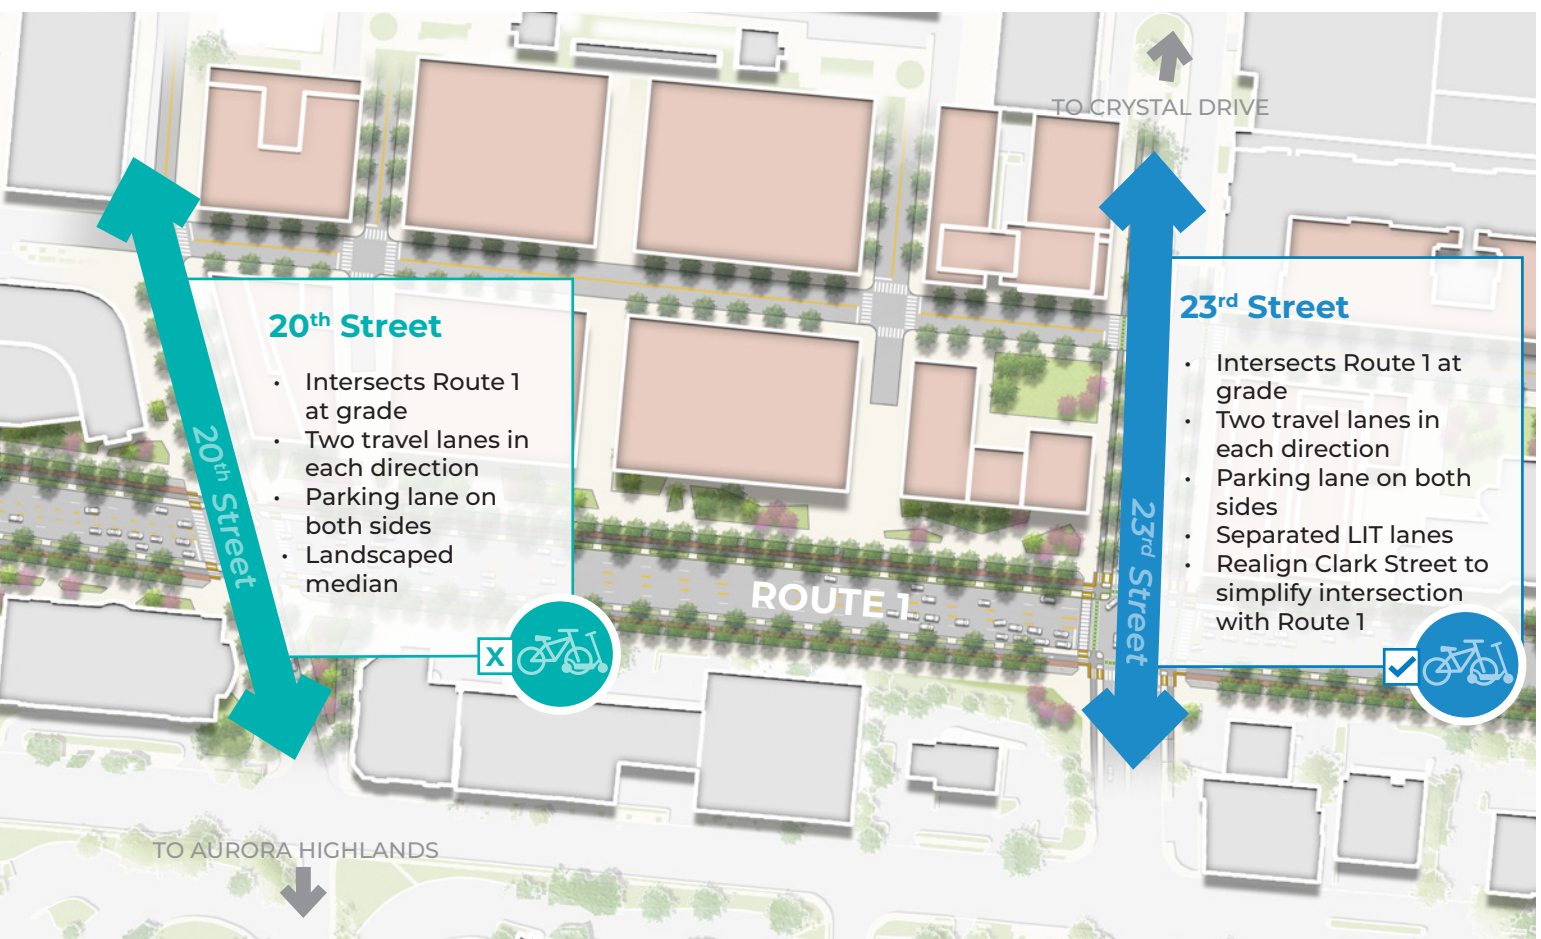 TO CRYSTAL DRIVE
20th Street
• Intersects Route 1
at grade
• Two travel lanes in
each direction
• Parking lane on
both sides
• Landscaped
median
X
20th Street
23rd Street
• Intersects Route 1 at
grade
• Two travel lanes in
each direction
• Parking lane on both
sides
• Separated LIT lanes
• Realign Clark Street to
simplify intersection
with Route 1
23rd Street
ROUTE 1
TO AURORA HIGHLANDS